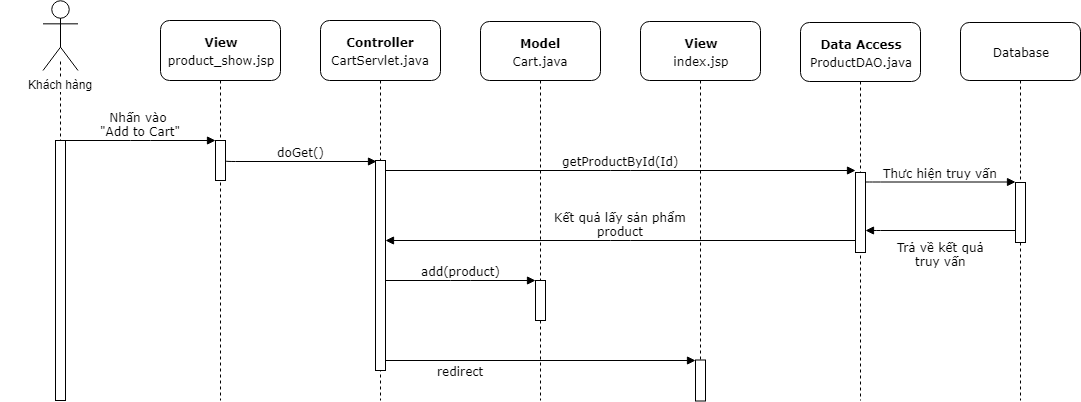 View
product_show.jsp
Controller
CartServlet.java
Model
Cart.java
View
index.jsp
Data Access
ProductDAO.java
Database
Khách hàng
Nhấn vào
"Add to Cart"
doGet()
getProductById(Id)
Thưc hiện truy vấn
Kết quả lấy sản phẩm
product
Trả về kết quả
truy vấn
add(product)
redirect